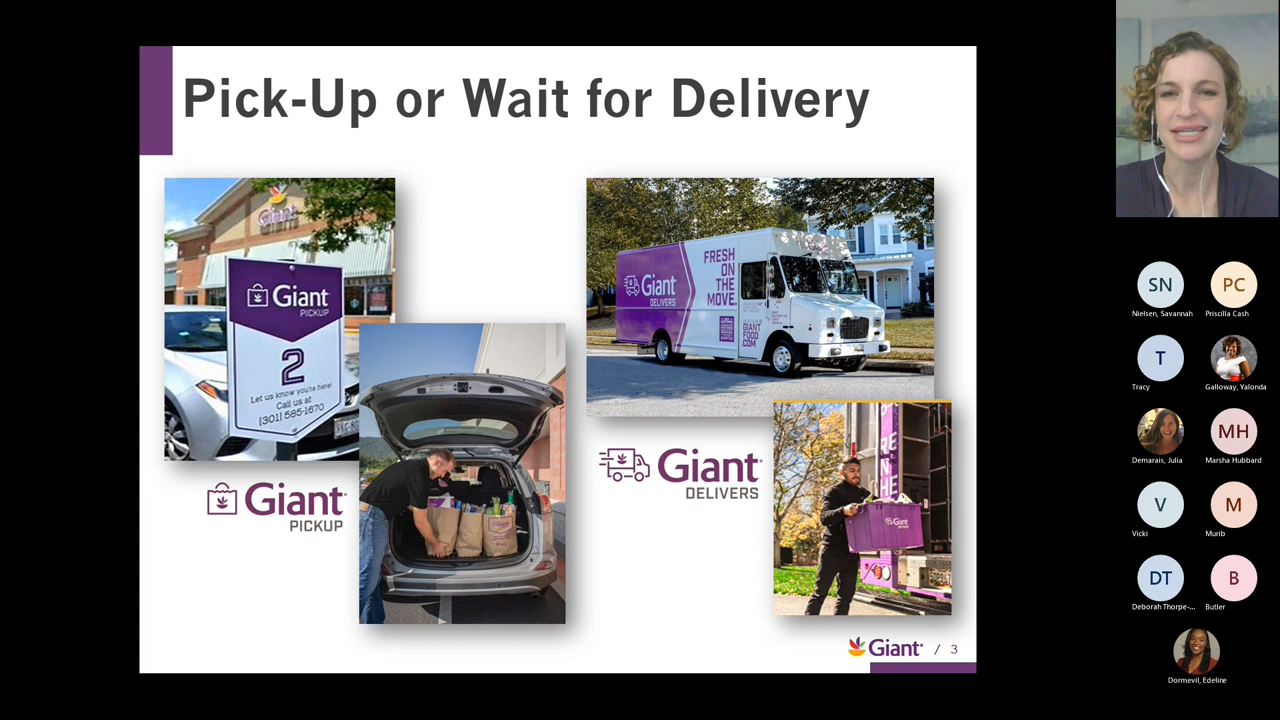 Pick-Up or Wait for Delivery
Giant
Giant
PICKUP
2
Let us know you're here!
Call us at
(301) 585-1670
Giant
PICKUP
Giant
DELIVERS
FRESH
ON
THE
MOVE.
GIANT
FOOD
.COM
Giant
DELIVERS
Giant
Giant / 3
SN
Nielsen, Savannah
PC
Priscilla Cash
T
Tracy
Galloway, Yalonda
Demarais, Julia
MH
Marsha Hubbard
V
Vicki
M
Murib
DT
Deborah Thorpe-...
B
Butler
Dormevil, Edeline